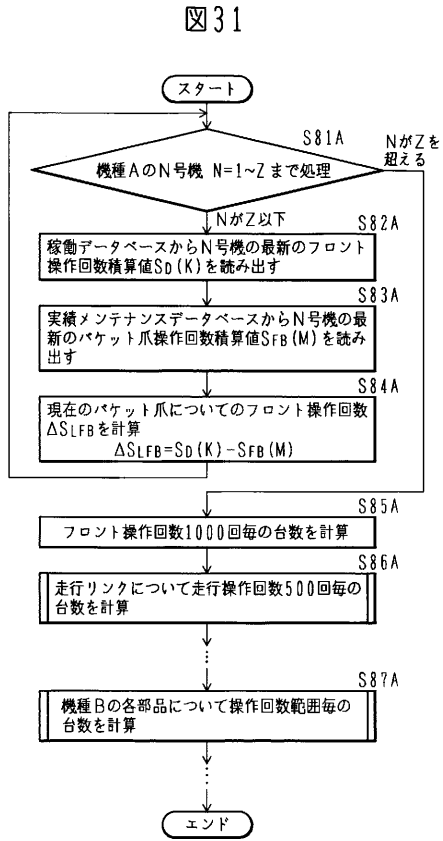 図31
スタート
S81A
NがZを
超える
機種AのN号機 N=1~Zまで処理
NがZ以下
S82A
稼働データベースからN号機の最新のフロント
操作回数積算値SD(K)を読み出す
S83A
実績メンテナンスデータベースからN号機の最
新のバケット爪操作回数積算値SFB(M)を読み
出す
S84A
現在のバケット爪についてのフロント操作回数
ΔSLFBを計算
ΔSLFB=SD(K)-SFB(M)
S85A
フロント操作回数1000回毎の台数を計算
S86A
走行リンクについて走行操作回数500回毎の
台数を計算
S87A
機種Bの各部品について操作回数範囲毎の
台数を計算
エンド